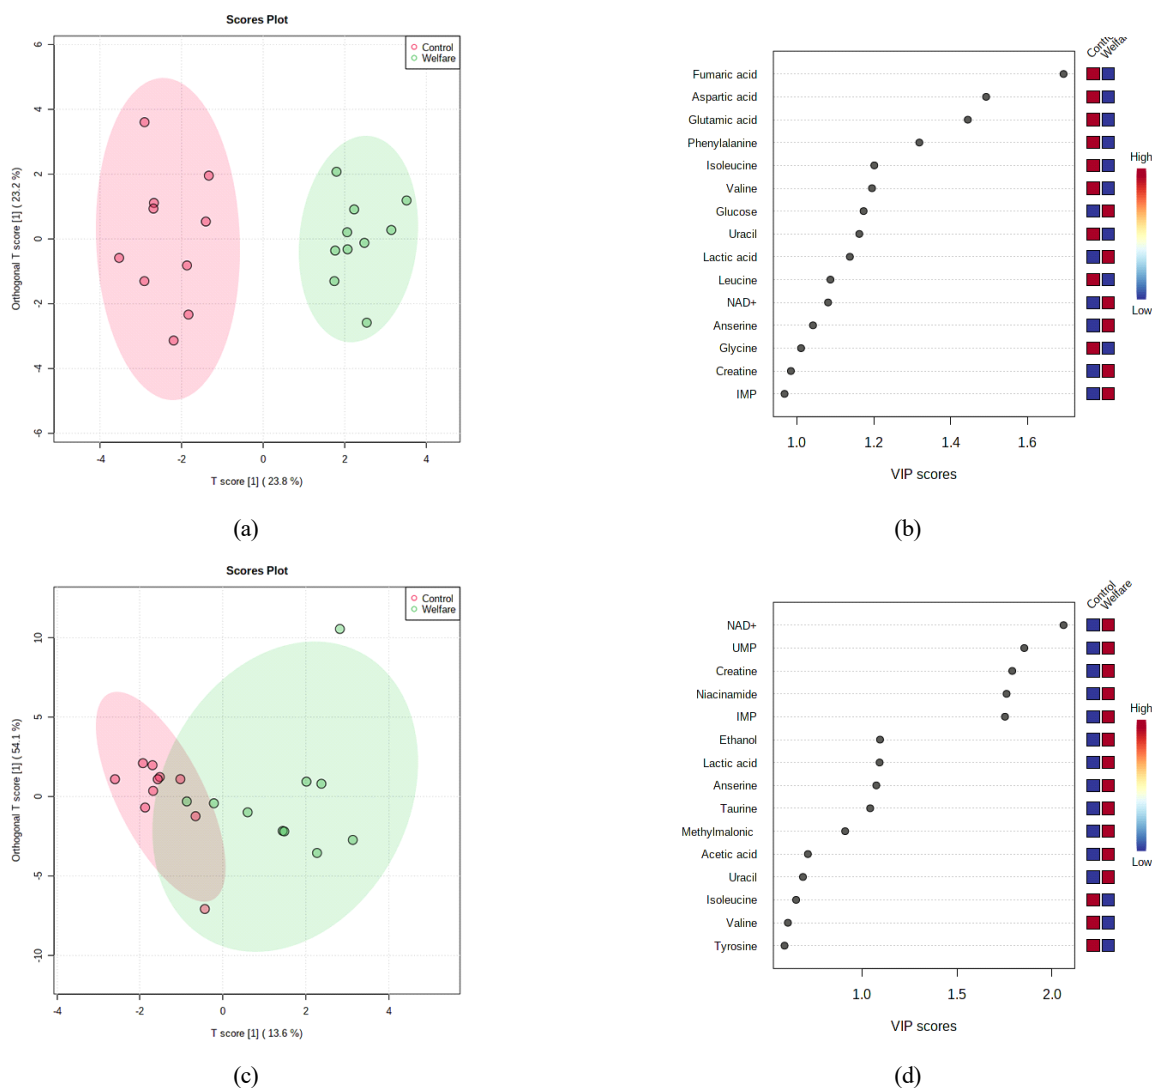 Scores Plot
Control
Welfare
6
4
2
0
-2
-4
-6
Orthogonal T score [1] ( 23.2 %)
-4
-2
0
2
4
T score [1] ( 23.8 %)
(a)
Control
Fumaric acid
Aspartic acid
Glutamic acid
Phenylalanine
Isoleucine
Valine
Glucose
Uracil
Lactic acid
Leucine
NAD+
Anserine
Glycine
Creatine
IMP
High
Low
1.0
1.2
1.4
1.6
VIP scores
(b)
Scores Plot
Control
Welfare
10
5
0
-5
-10
Orthogonal T score [1] ( 54.1 %)
-4
-2
0
2
4
T score [1] ( 13.6 %)
(c)
Control
Welfare
NAD+
UMP
Creatine
Niacinamide
IMP
Ethanol
Lactic acid
Anserine
Taurine
Methylmalonic
Acetic acid
Uracil
Isoleucine
Valine
Tyrosine
High
Low
1.0
1.5
2.0
VIP scores
(d)